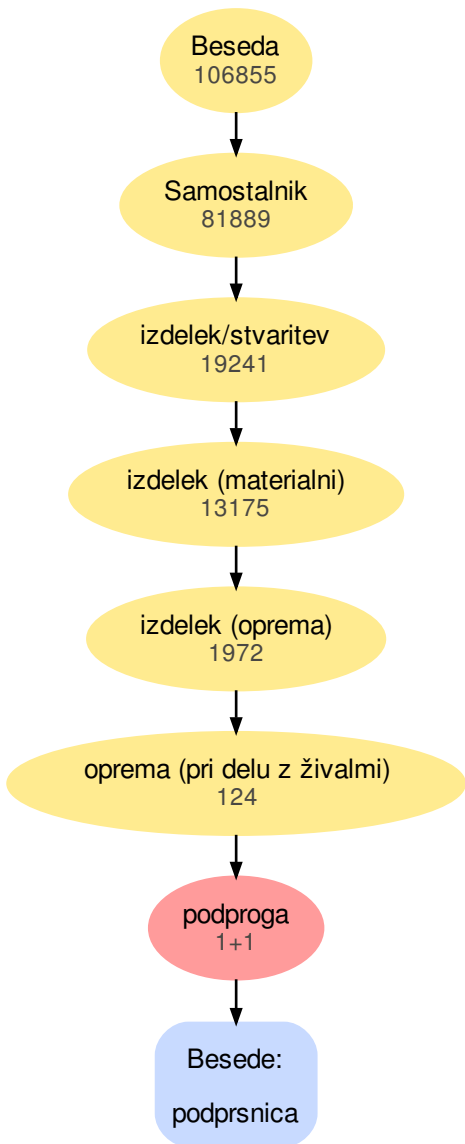 Beseda
106855
Samostalnik
81889
izdelek/stvaritev
19241
izdelek (materialni)
13175
izdelek (oprema)
1972
oprema (pri delu z živalmi)
124
podproga
1+1
Besede:
podprsnica